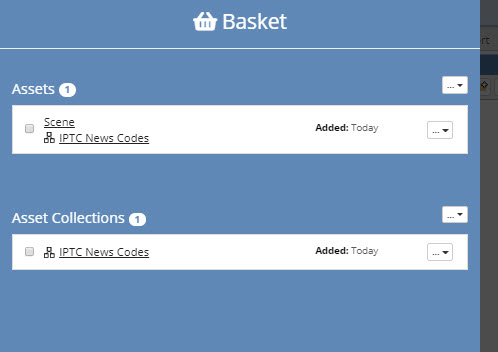 Basket
Assets 1
...
Scene
IPTC News Codes
Added: Today
...
Asset Collections 1
...
IPTC News Codes
Added: Today
...